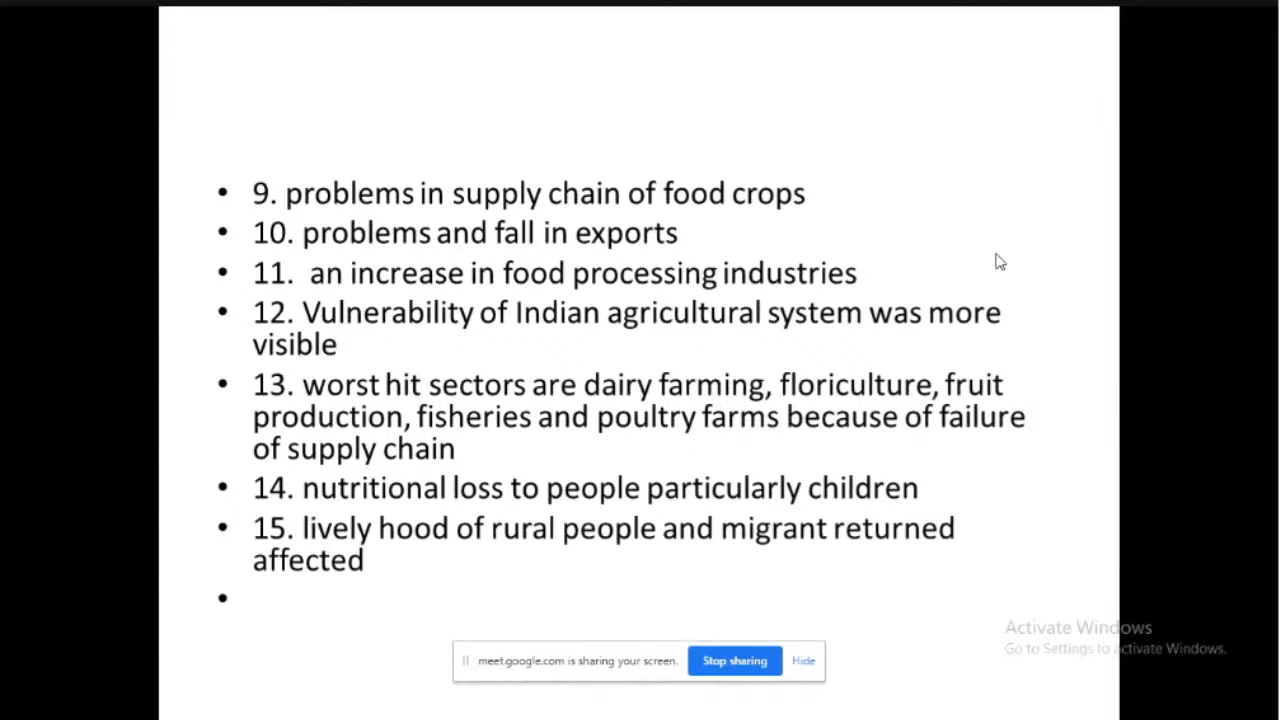 • 9. problems in supply chain of food crops
• 10. problems and fall in exports
• 11. an increase in food processing industries
• 12. Vulnerability of Indian agricultural system was more
visible
• 13. worst hit sectors are dairy farming, floriculture, fruit
production, fisheries and poultry farms because of failure
of supply chain
• 14. nutritional loss to people particularly children
• 15. lively hood of rural people and migrant returned
affected
•
Activate Windows
Go to Settings to activate Windows.
meet.google.com is sharing your screen. Stop sharing Hide